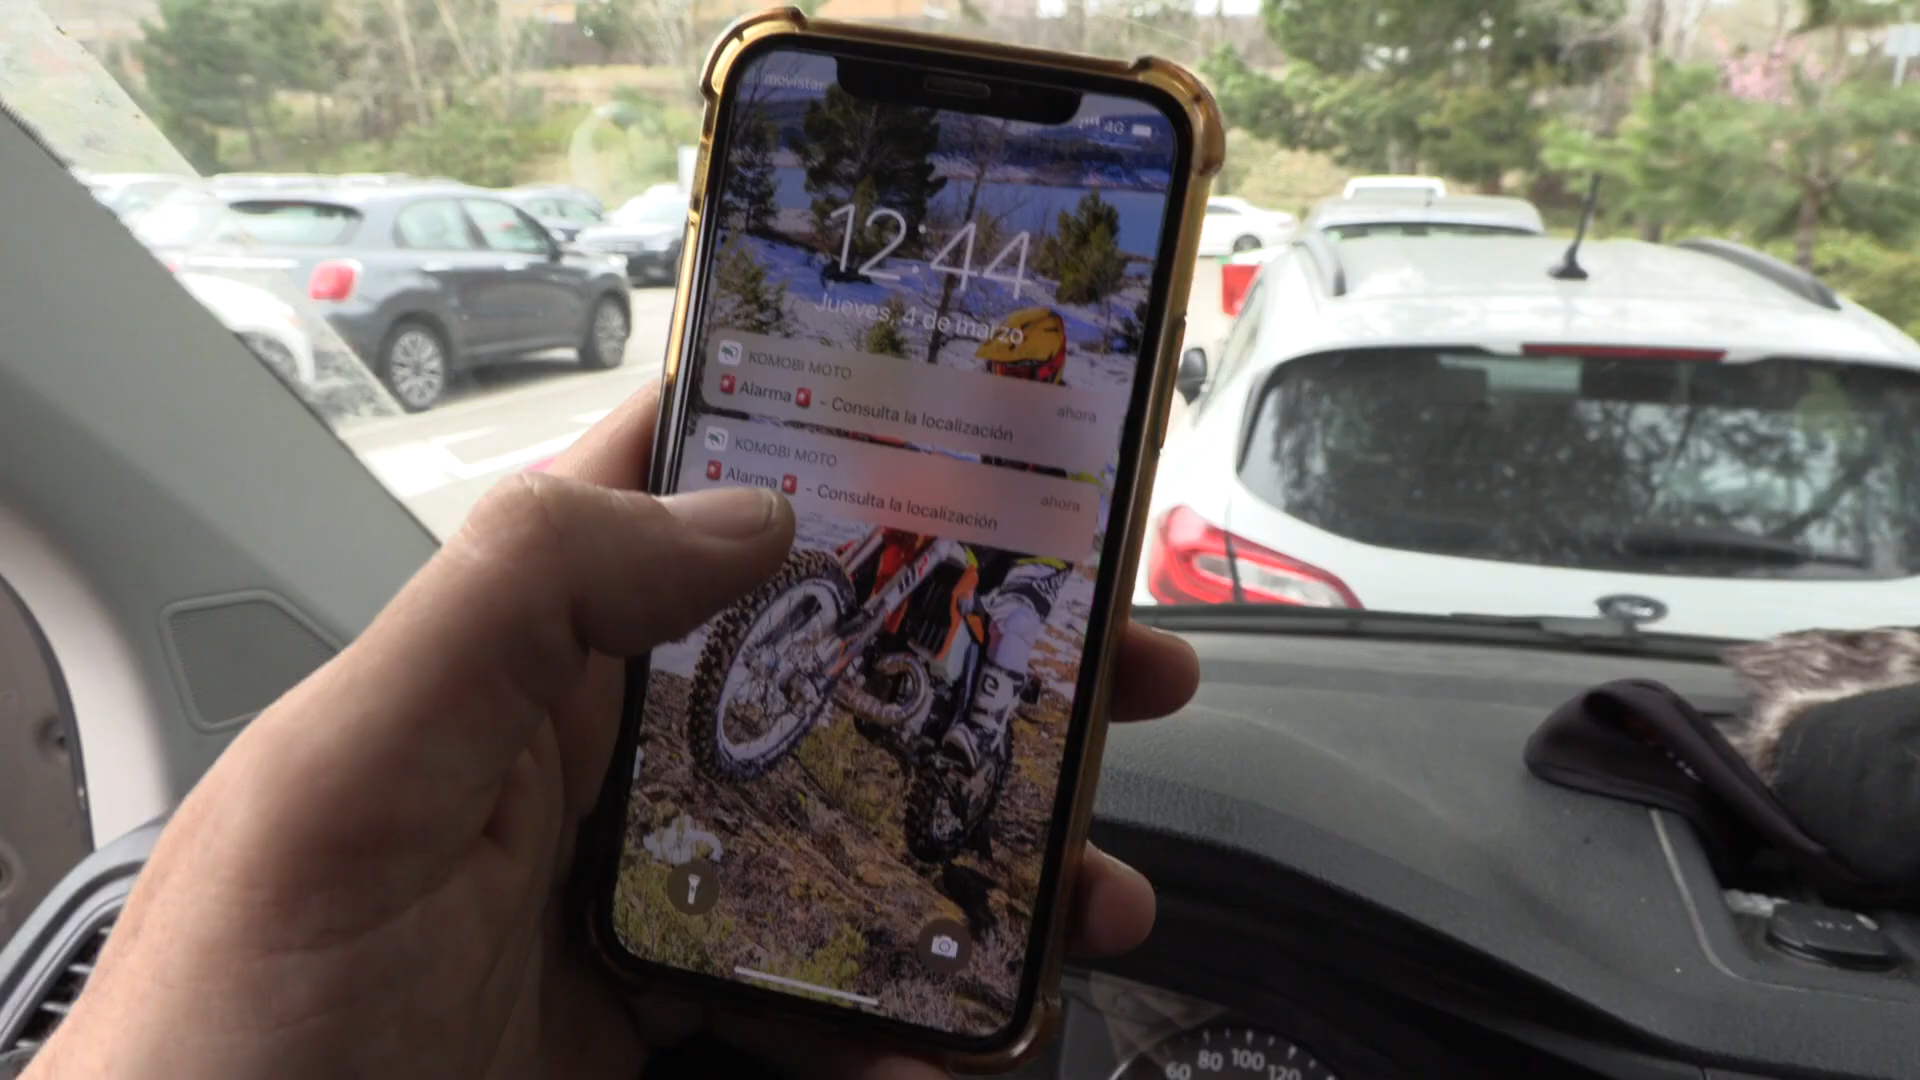 movistar
4G
12:44
Jueves, 4 de marzo
KOMOBI MOTO
Alarma - Consulta la localización
ahora
KOMOBI MOTO
Alarma - Consulta la localización
ahora
60 80 100 120